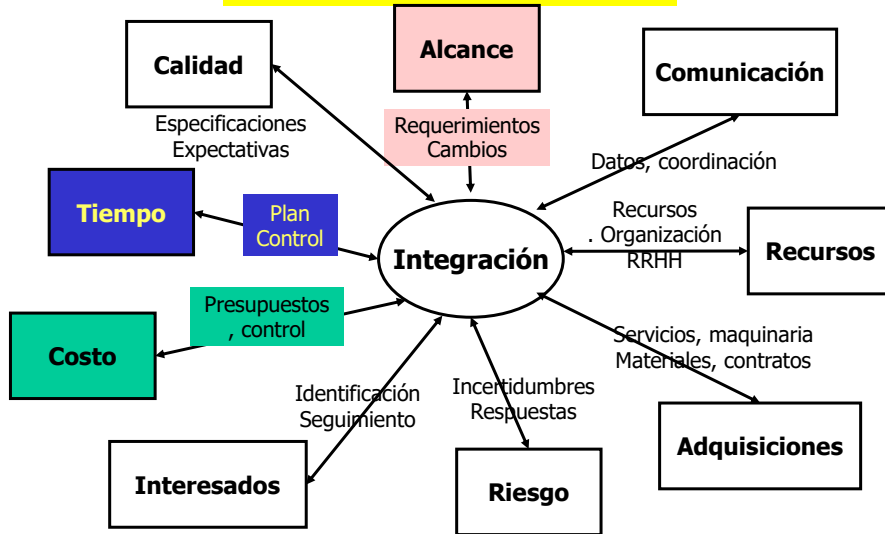 Alcance
Calidad
Comunicación
Especificaciones
Expectativas
Requerimientos
Cambios
Datos, coordinación
Tiempo
Plan
Control
Recursos
. Organización
RRHH
Integración
Recursos
Presupuestos
, control
Costo
Servicios, maquinaria
Materiales, contratos
Identificación
Seguimiento
Incertidumbres
Respuestas
Adquisiciones
Interesados
Riesgo